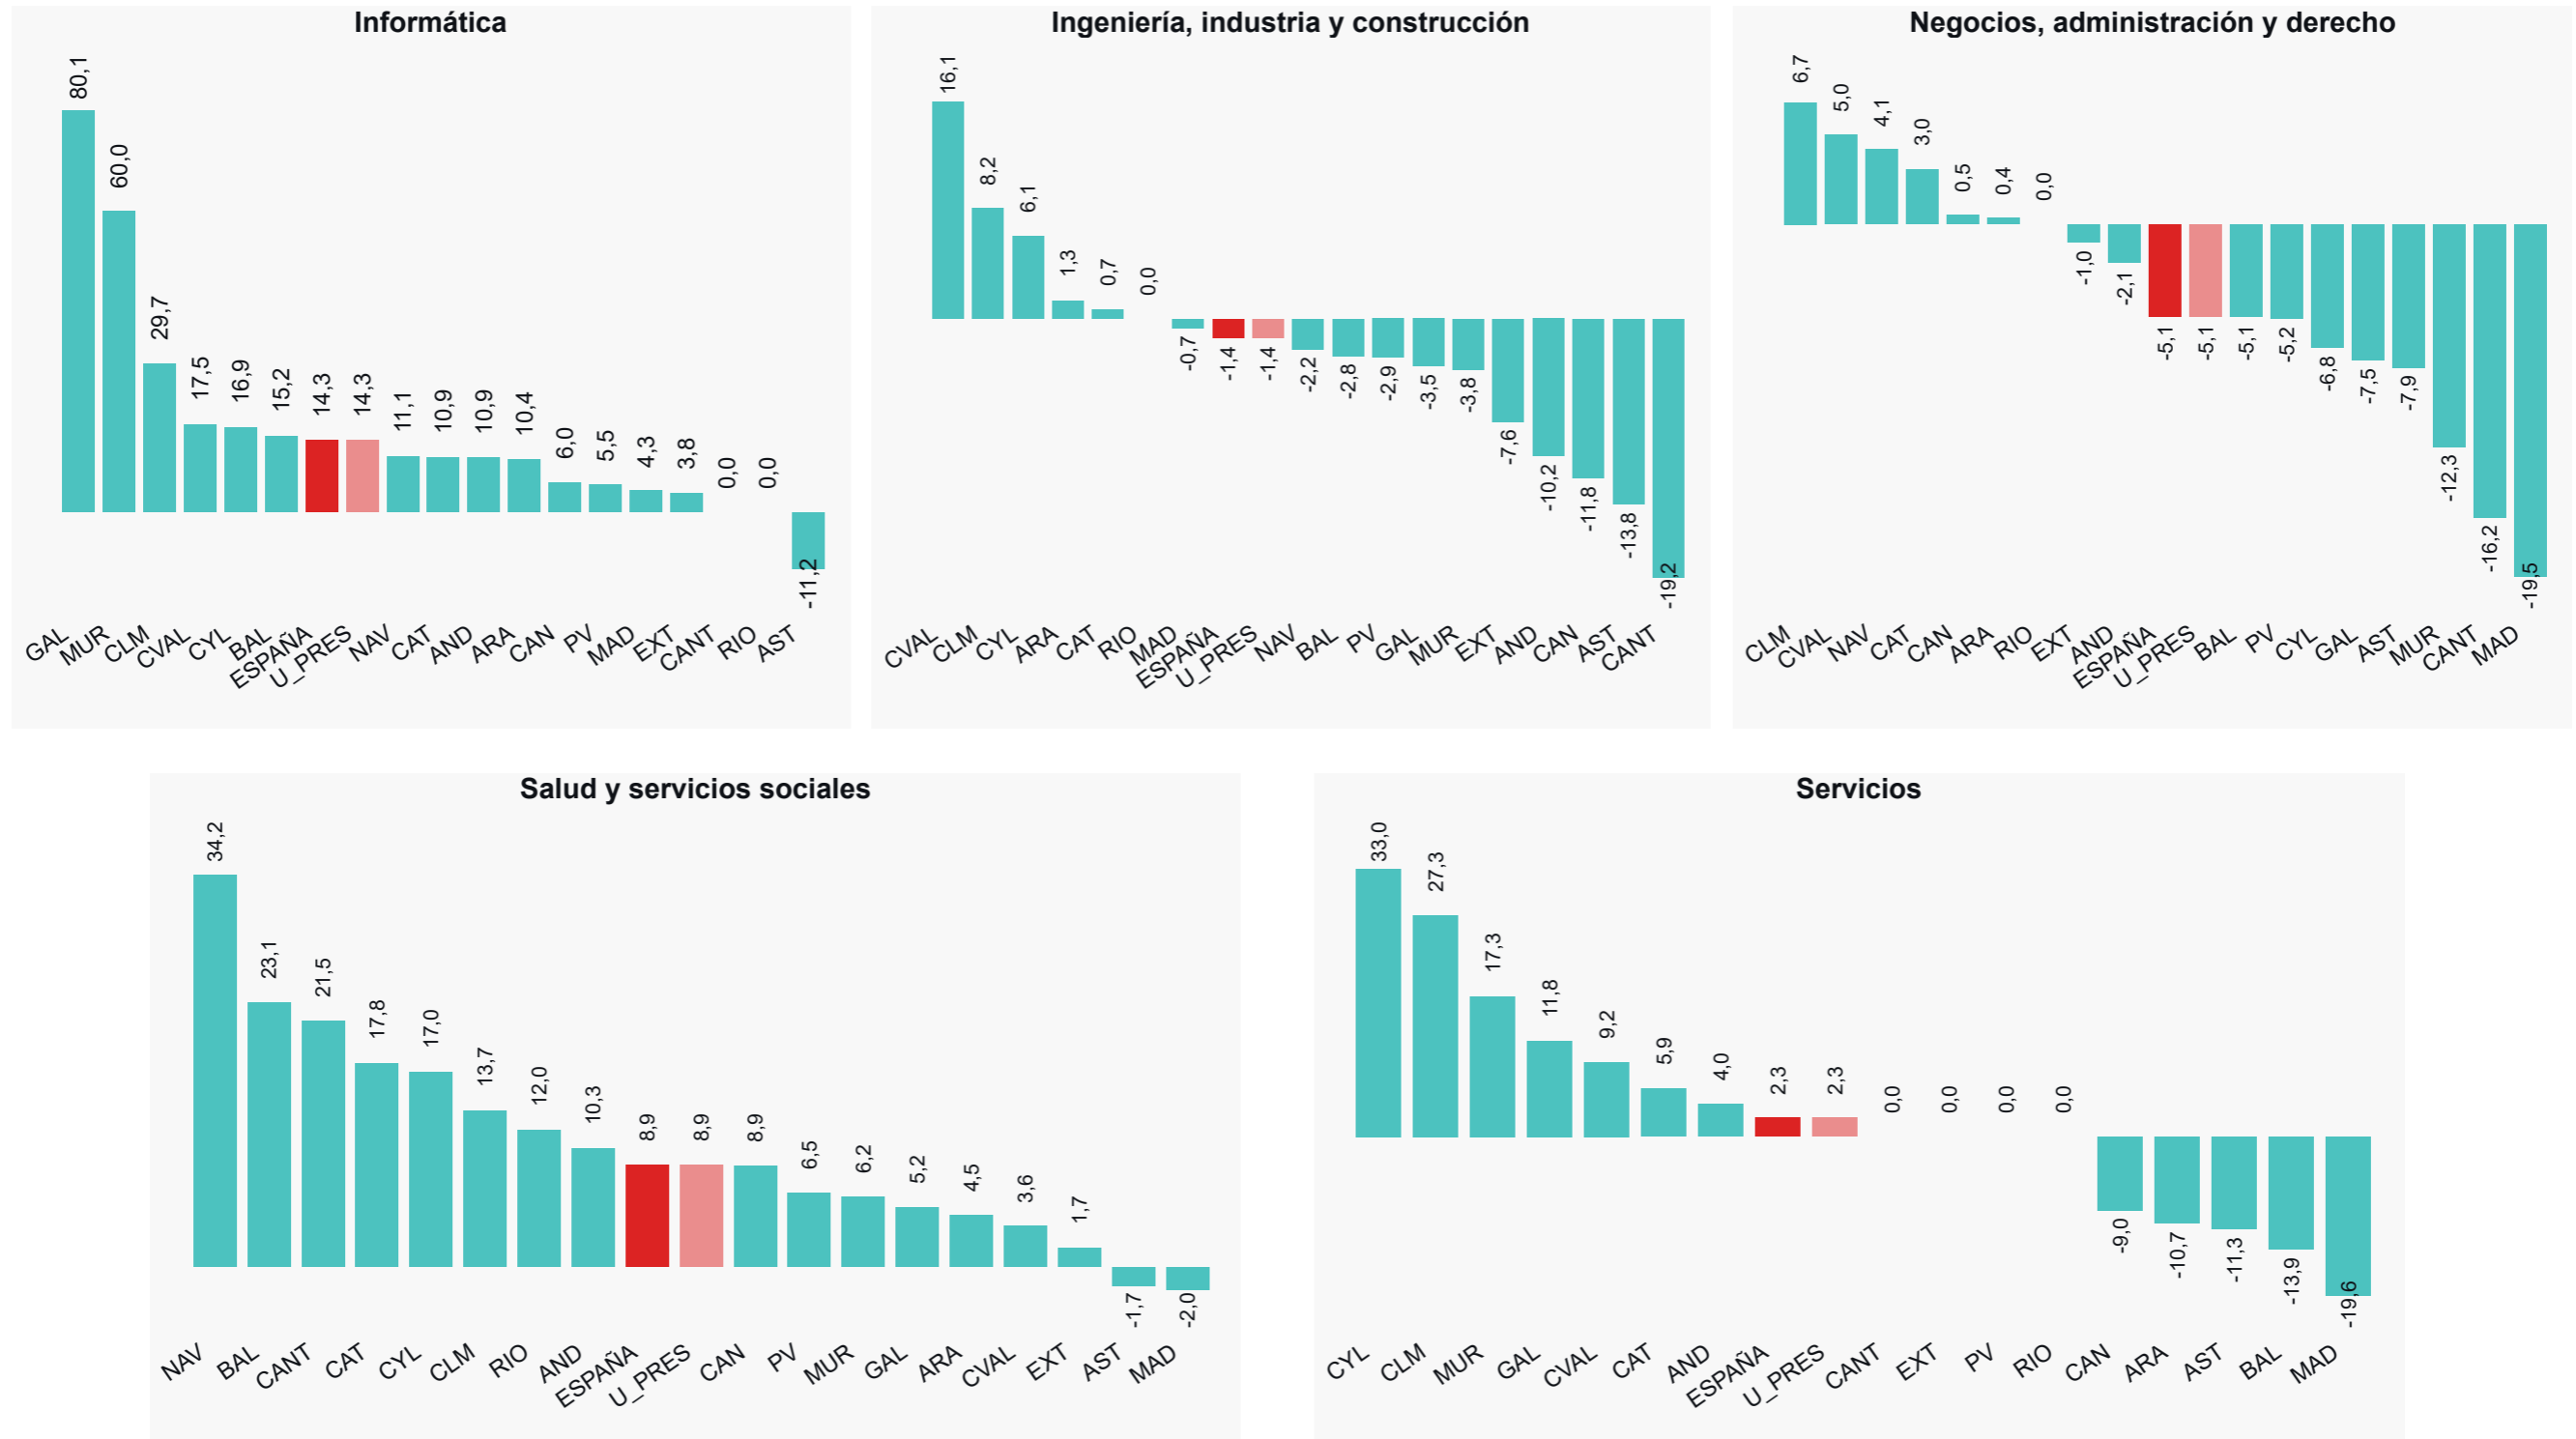 Informática
80,1
60,0
29,7
17,5
16,9
15,2
14,3
14,3
11,1
10,9
10,9
10,4
6,0
5,5
4,3
3,8
0,0
0,0
-11,2
GAL
MUR
CLM
CVAL
CYL
BAL
ESPAÑA
U_PRES
NAV
CAT
AND
ARA
CAN
PV
MAD
EXT
CANT
RIO
AST
Ingeniería, industria y construcción
16,1
8,2
6,1
1,3
0,7
0,0
-0,7
-1,4
-1,4
-2,2
-2,8
-2,9
-3,5
-3,8
-7,6
-10,2
-11,8
-13,8
-19,2
CVAL
CLM
CYL
ARA
CAT
RIO
MAD
ESPAÑA
U_PRES
NAV
BAL
PV
GAL
MUR
EXT
AND
CAN
AST
CANT
Negocios, administración y derecho
6,7
5,0
4,1
3,0
0,5
0,4
0,0
-1,0
-2,1
-5,1
-5,1
-5,1
-5,2
-6,8
-7,5
-7,9
-12,3
-16,2
-19,5
CLM
CVAL
NAV
CAT
CAN
ARA
RIO
EXT
AND
ESPAÑA
U_PRES
BAL
PV
CYL
GAL
AST
MUR
CANT
MAD
Salud y servicios sociales
34,2
23,1
21,5
17,8
17,0
13,7
12,0
10,3
8,9
8,9
8,9
6,5
6,2
5,2
4,5
3,6
1,7
-1,7
-2,0
NAV
BAL
CANT
CAT
CYL
CLM
RIO
AND
ESPAÑA
U_PRES
CAN
PV
MUR
GAL
ARA
CVAL
EXT
AST
MAD
Servicios
33,0
27,3
17,3
11,8
9,2
5,9
4,0
2,3
2,3
0,0
0,0
0,0
0,0
-9,0
-10,7
-11,3
-13,9
-19,6
CYL
CLM
MUR
GAL
CVAL
CAT
AND
ESPAÑA
U_PRES
CANT
EXT
PV
RIO
CAN
ARA
AST
BAL
MAD